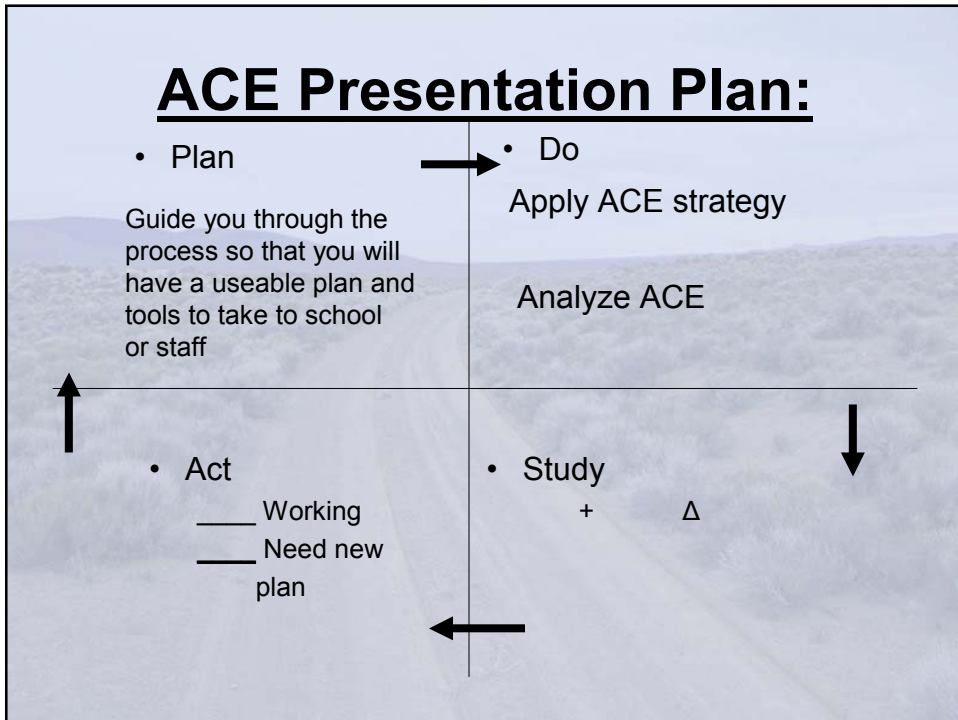 ACE Presentation Plan:
• Plan
Guide you through the
process so that you will
have a useable plan and
tools to take to school
or staff
• Do
Apply ACE strategy
Analyze ACE
• Act
____ Working
____ Need new
plan
• Study
+ Δ